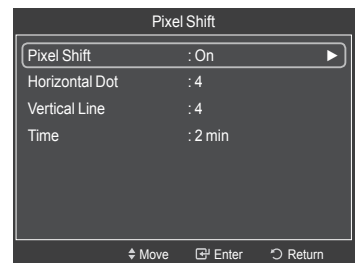 Pixel Shift
Pixel Shift : On ►
Horizontal Dot : 4
Vertical Line : 4
Time : 2 min
Move Enter Return